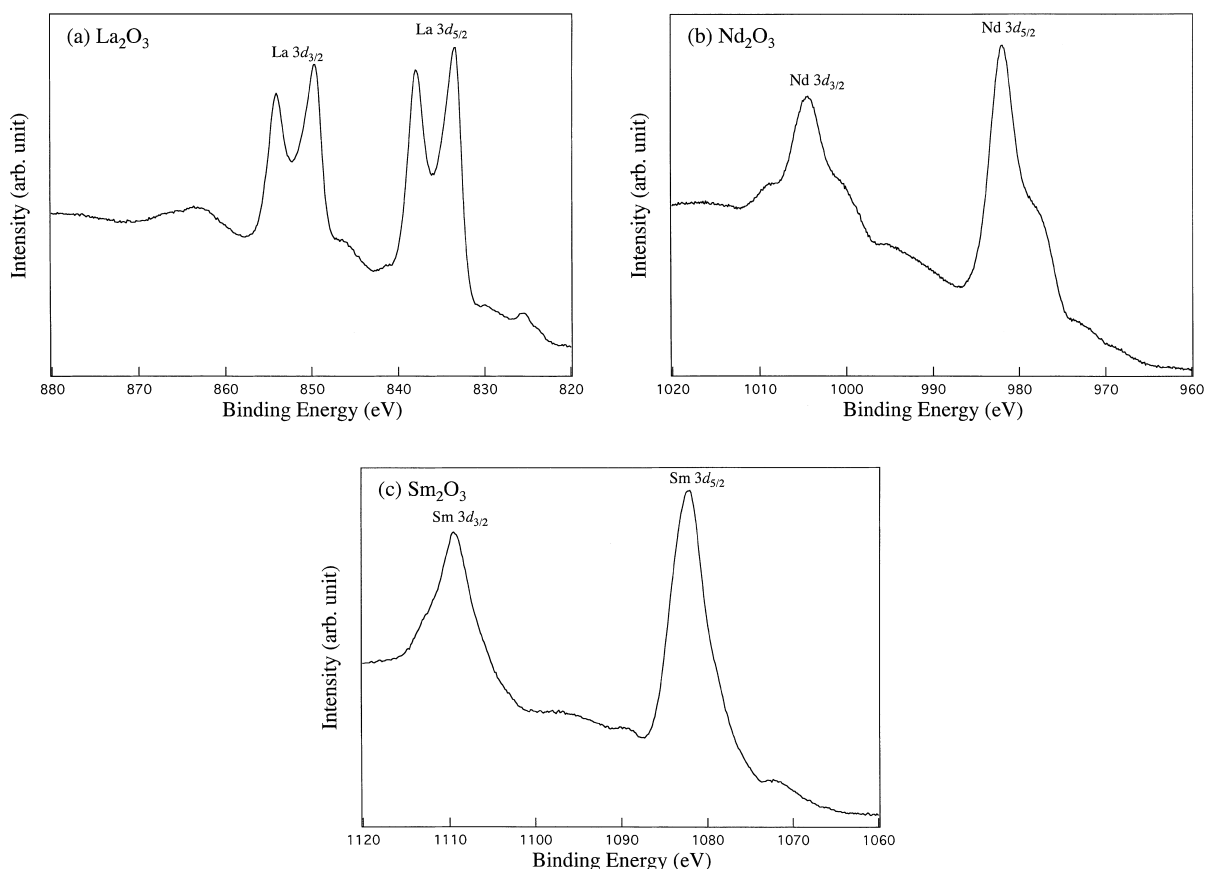 (a) La₂O₃
La 3d₃/₂
La 3d₅/₂
Intensity (arb. unit)
880 870 860 850 840 830 820
Binding Energy (eV)
(b) Nd₂O₃
Nd 3d₃/₂
Nd 3d₅/₂
Intensity (arb. unit)
1020 1010 1000 990 980 970 960
Binding Energy (eV)
(c) Sm₂O₃
Sm 3d₃/₂
Sm 3d₅/₂
Intensity (arb. unit)
1120 1110 1100 1090 1080 1070 1060
Binding Energy (eV)